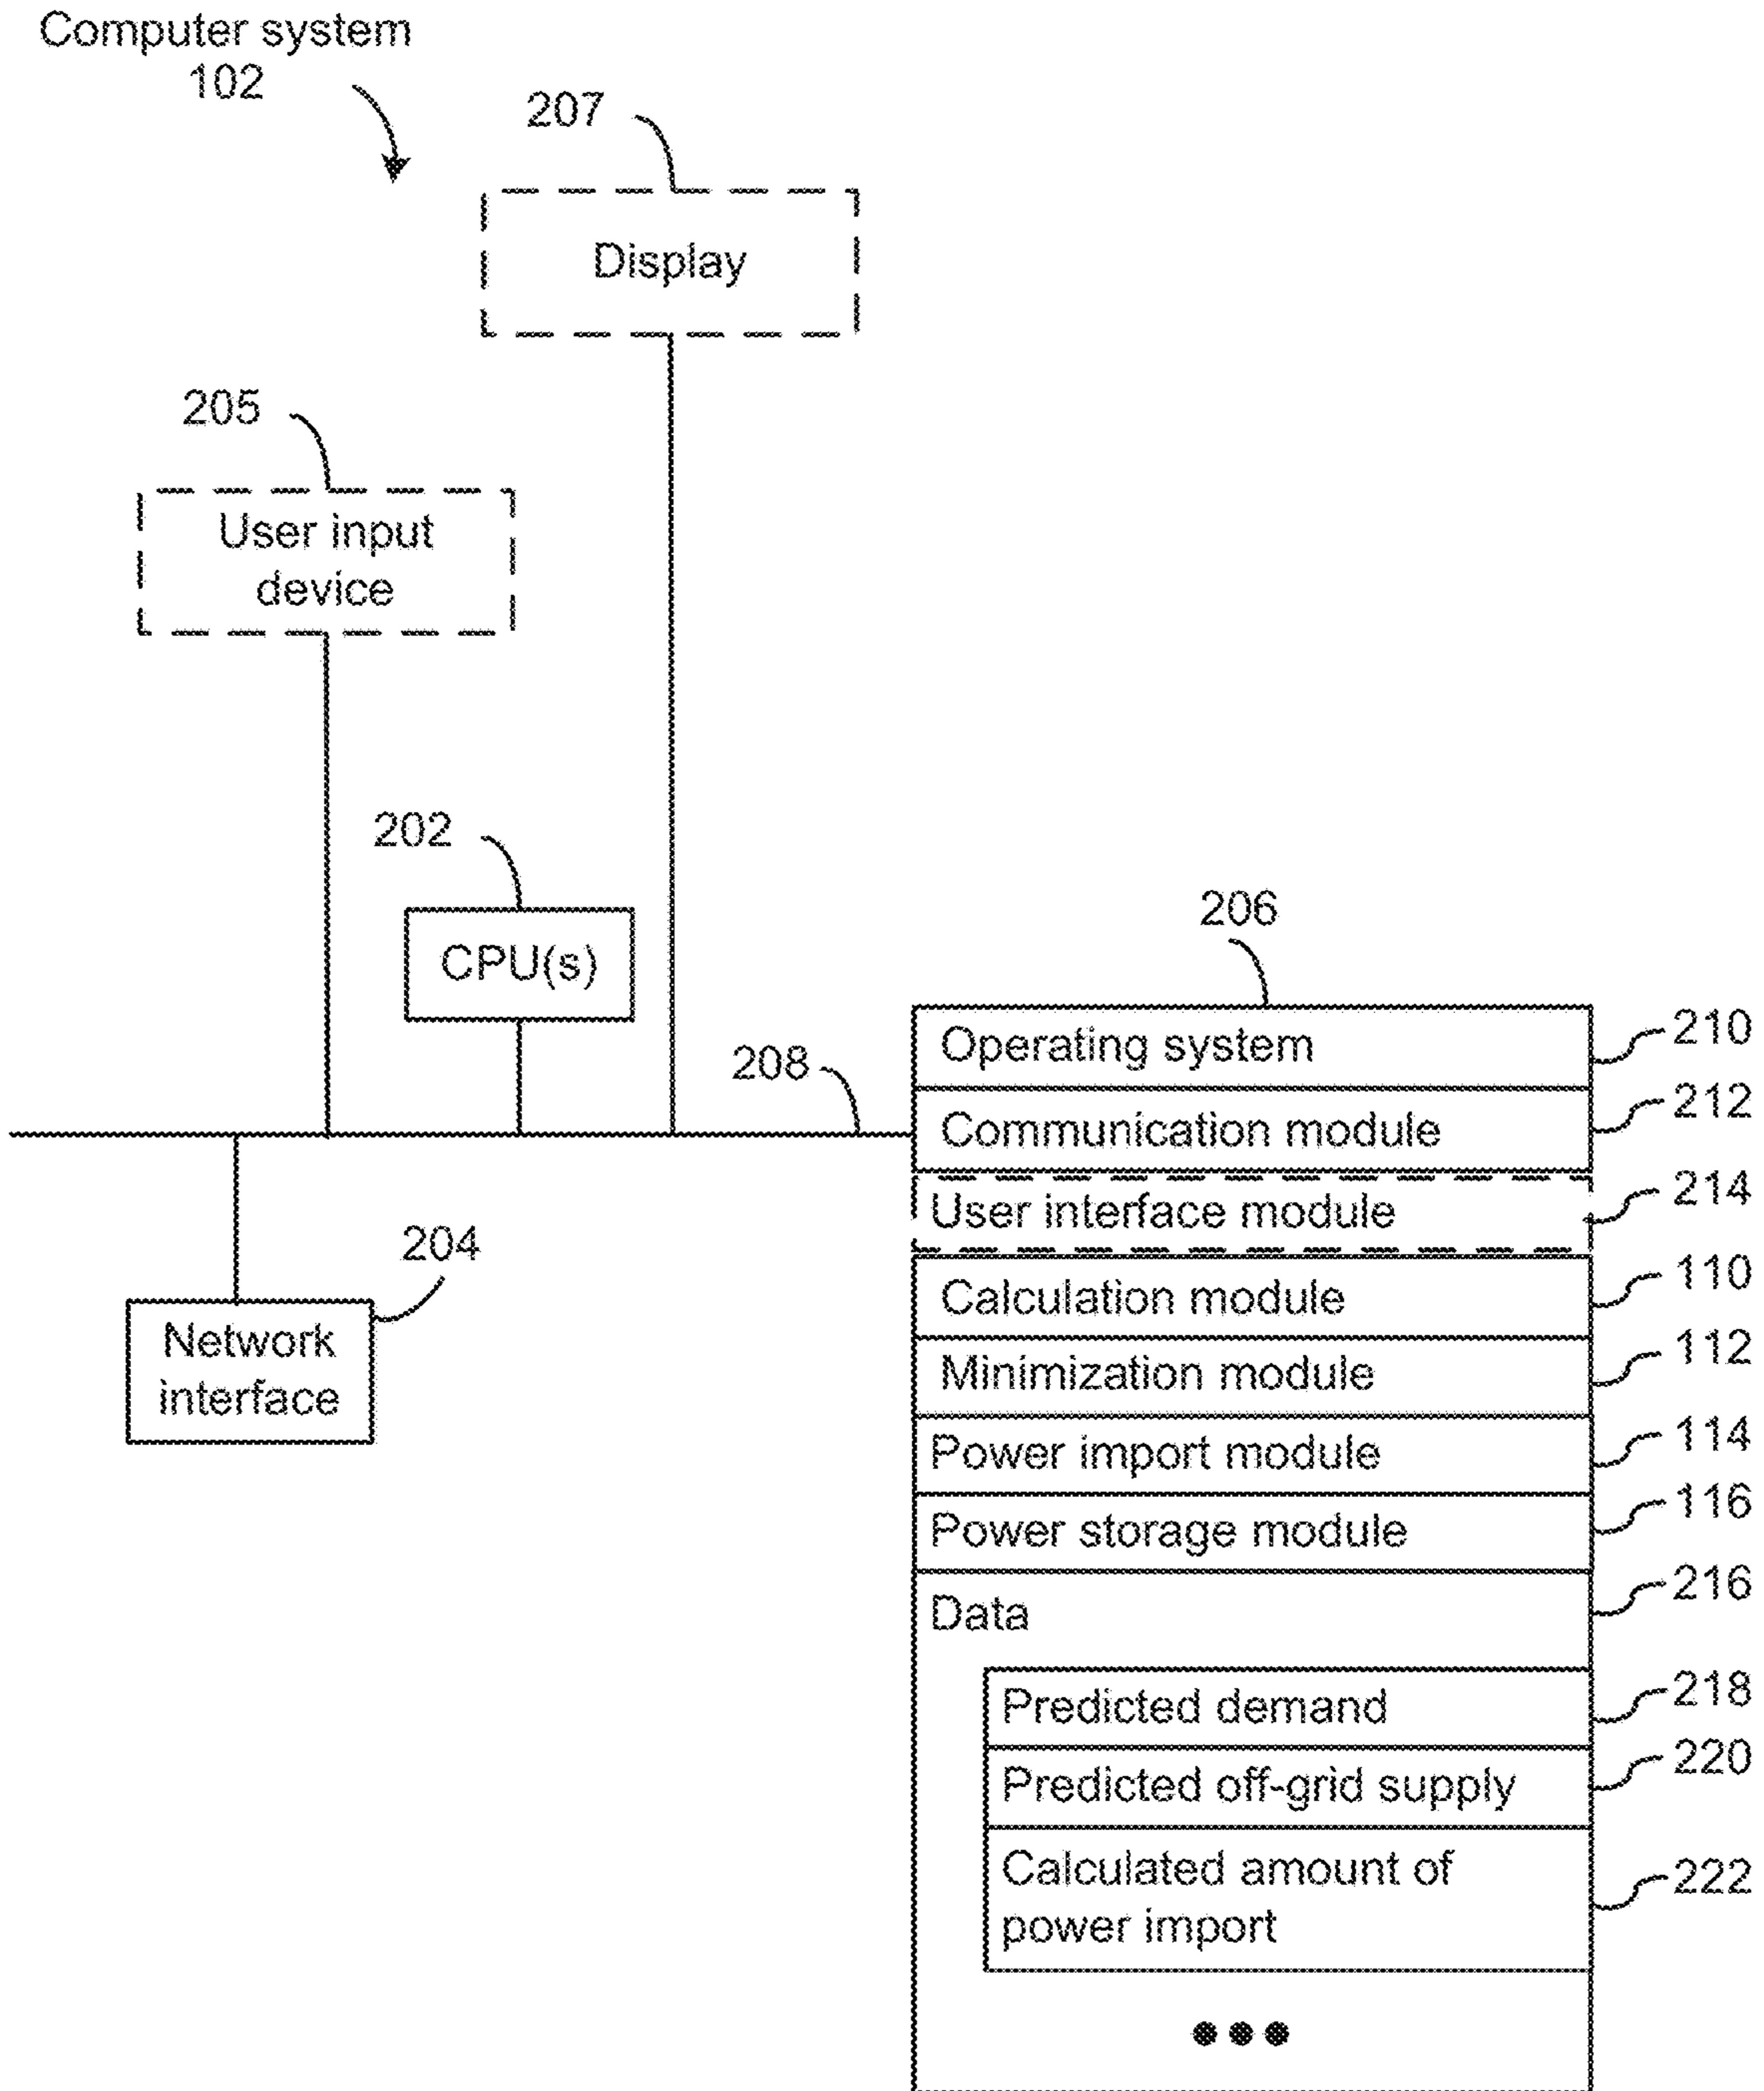 Computer system
102
207
Display
205
User input
device
202
CPU(s)
206
208
Operating system
210
Communication module
212
User interface module
214
204
Network
interface
Calculation module
110
Minimization module
112
Power import module
114
Power storage module
116
Data
216
Predicted demand
218
Predicted off-grid supply
220
Calculated amount of
power import
222